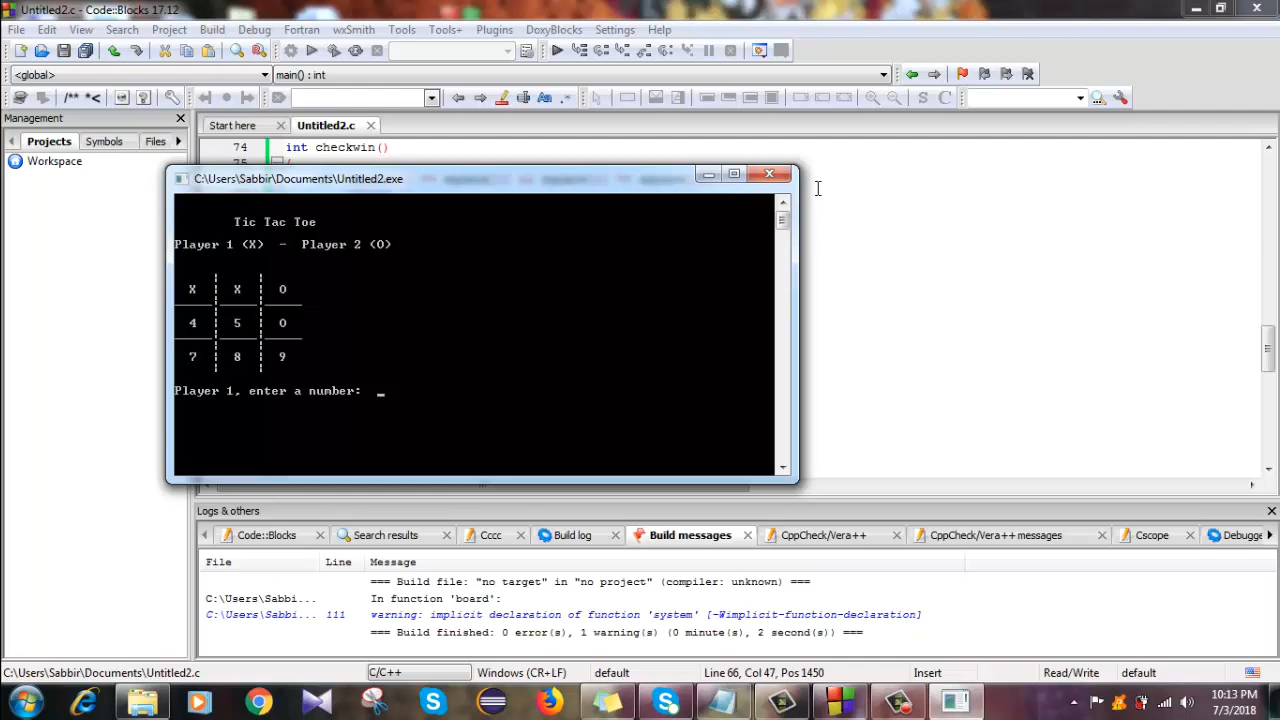 Untitled2.c - Code::Blocks 17.12
File Edit View Search Project Build Debug Fortran wxSmith Tools Tools+ Plugins DoxyBlocks Settings Help
<global> main() : int
/** *<
S C
Management
Projects Symbols Files
Workspace
Start here Untitled2.c
74 int checkwin()
75 {
C:\Users\Sabbir\Documents\Untitled2.exe
Tic Tac Toe
Player 1 (X) - Player 2 (O)
X X O
4 5 O
7 8 9
Player 1, enter a number: _
Logs & others
Code::Blocks Search results Cccc Build log Build messages CppCheck/Vera++ CppCheck/Vera++ messages Cscope Debugge
File Line Message
=== Build file: "no target" in "no project" (compiler: unknown) ===
C:\Users\Sabbi... In function 'board':
C:\Users\Sabbi... 111 warning: implicit declaration of function 'system' [-Wimplicit-function-declaration]
=== Build finished: 0 error(s), 1 warning(s) (0 minute(s), 2 second(s)) ===
C:\Users\Sabbir\Documents\Untitled2.c C/C++ Windows (CR+LF) default Line 66, Col 47, Pos 1450 Insert Read/Write default
10:13 PM
7/3/2018